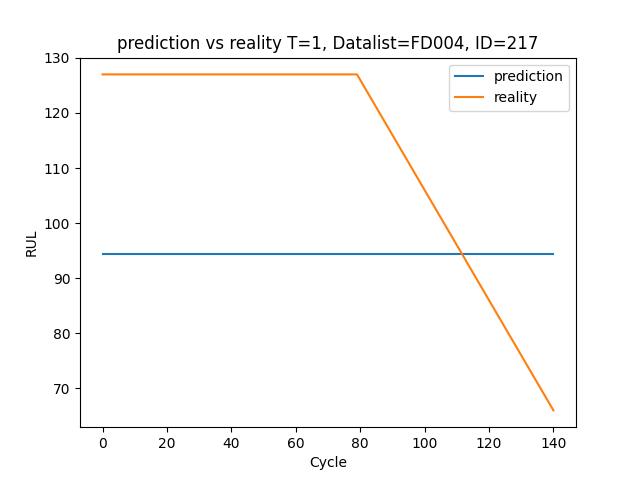 prediction vs reality T=1, Datalist=FD004, ID=217
130
120
110
100
90
80
70
RUL
prediction
reality
0 20 40 60 80 100 120 140
Cycle